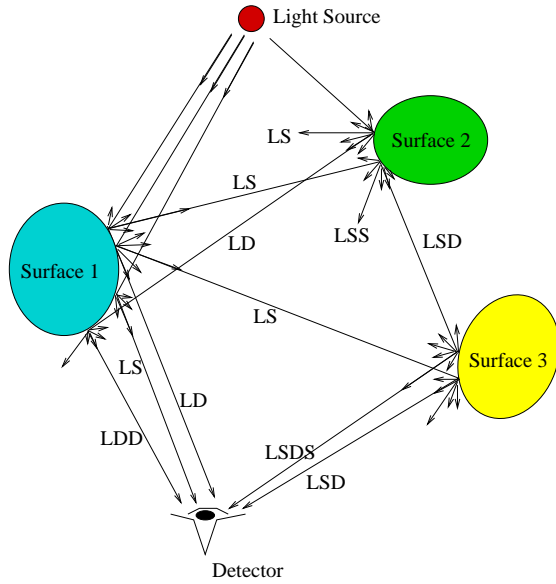 Light Source
LS
Surface 2
LS
LSS
LD
LSD
Surface 1
LS
LS
Surface 3
LD
LDD
LSDS
LSD
Detector